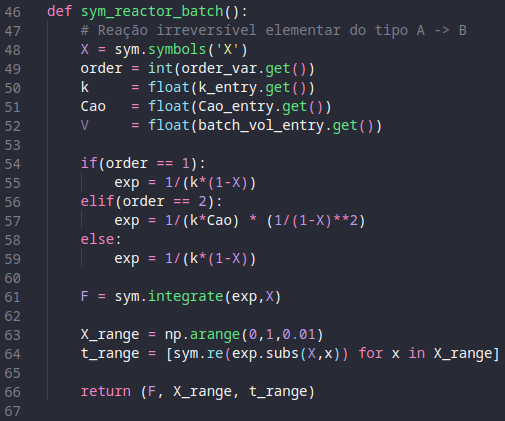 46 def sym_reactor_batch():
47     # Reação irreversível elementar do tipo A -> B
48     X = sym.symbols('X')
49     order = int(order_var.get())
50     k     = float(k_entry.get())
51     Cao   = float(Cao_entry.get())
52     V     = float(batch_vol_entry.get())
53
54     if(order == 1):
55         exp = 1/(k*(1-X))
56     elif(order == 2):
57         exp = 1/(k*Cao) * (1/(1-X)**2)
58     else:
59         exp = 1/(k*(1-X))
60
61     F = sym.integrate(exp,X)
62
63     X_range = np.arange(0,1,0.01)
64     t_range = [sym.re(exp.subs(X,x)) for x in X_range]
65
66     return (F, X_range, t_range)
67